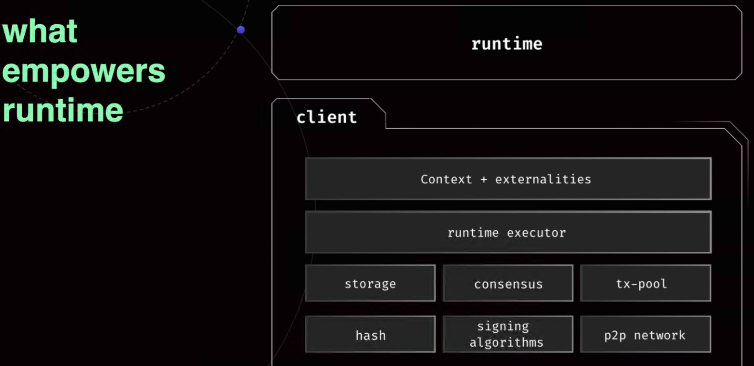 what
empowers
runtime
runtime
client
Context + externalities
runtime executor
storage
consensus
tx-pool
hash
signing
algorithms
p2p network